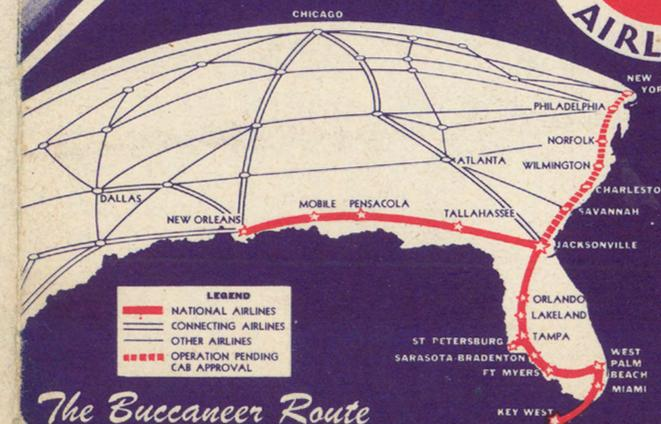 CHICAGO
AIRL
NEW
YOR
PHILADELPHIA
NORFOLK
WILMINGTON
ATLANTA
CHARLESTO
DALLAS
SAVANNAH
MOBILE PENSACOLA
TALLAHASSEE
NEW ORLEANS
JACKSONVILLE
LEGEND
NATIONAL AIRLINES
CONNECTING AIRLINES
OTHER AIRLINES
OPERATION PENDING
CAB APPROVAL
ORLANDO
LAKELAND
TAMPA
ST PETERSBURG
SARASOTA-BRADENTON
FT MYERS
WEST
PALM
BEACH
MIAMI
KEY WEST
The Buccaneer Route